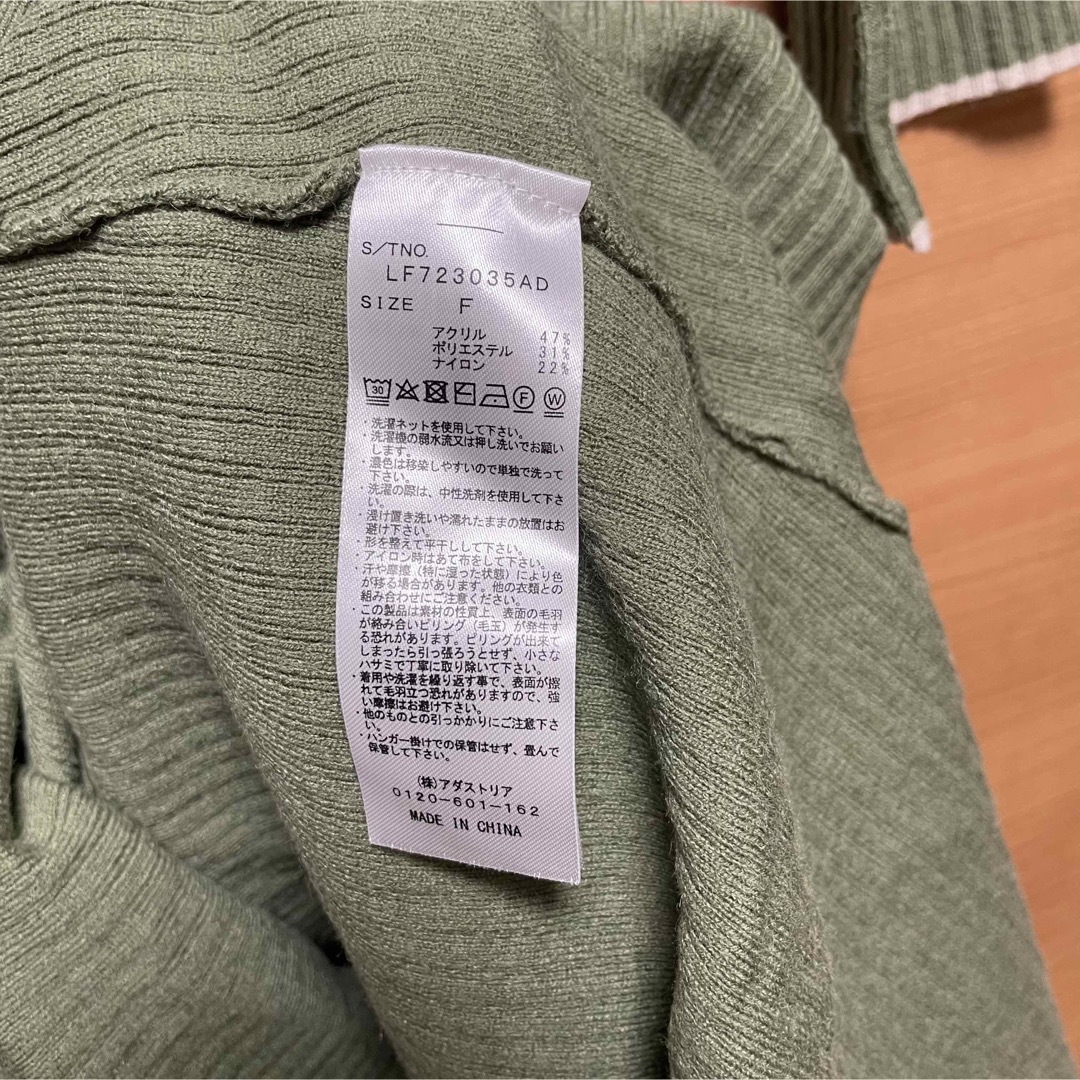 S/TNO.
LF723035AD
SIZE F
アクリル 47%
ポリエステル 31%
ナイロン 22%
30 F W
・洗濯ネットを使用して下さい。
・洗濯機の弱水流又は押し洗いでお願い
します。
・濃色は移染しやすいので単独で洗って
下さい。
・洗濯の際は、中性洗剤を使用して下さ
い。
・浸け置き洗いや濡れたままの放置はお
避け下さい。
・形を整えて平干しして下さい。
・アイロン時はあて布をして下さい。
・汗や摩擦（特に湿った状態）により色
が移る場合があります。他の衣類との
組み合わせにご注意ください。
・この製品は素材の性質上、表面の毛羽
が絡み合いピリング（毛玉）が発生す
る恐れがあります。ピリングが出来て
しまったら引っ張ろうとせず、小さな
ハサミで丁寧に取り除いて下さい。
・着用や洗濯を繰り返す事で、表面が擦
れて毛羽立つ恐れがありますので、強
い摩擦はお避け下さい。
・他のものとの引っかかりにご注意下さ
い。
・ハンガー掛けでの保管はせず、畳んで
保管して下さい。
(株)アダストリア
0120-601-162
MADE IN CHINA